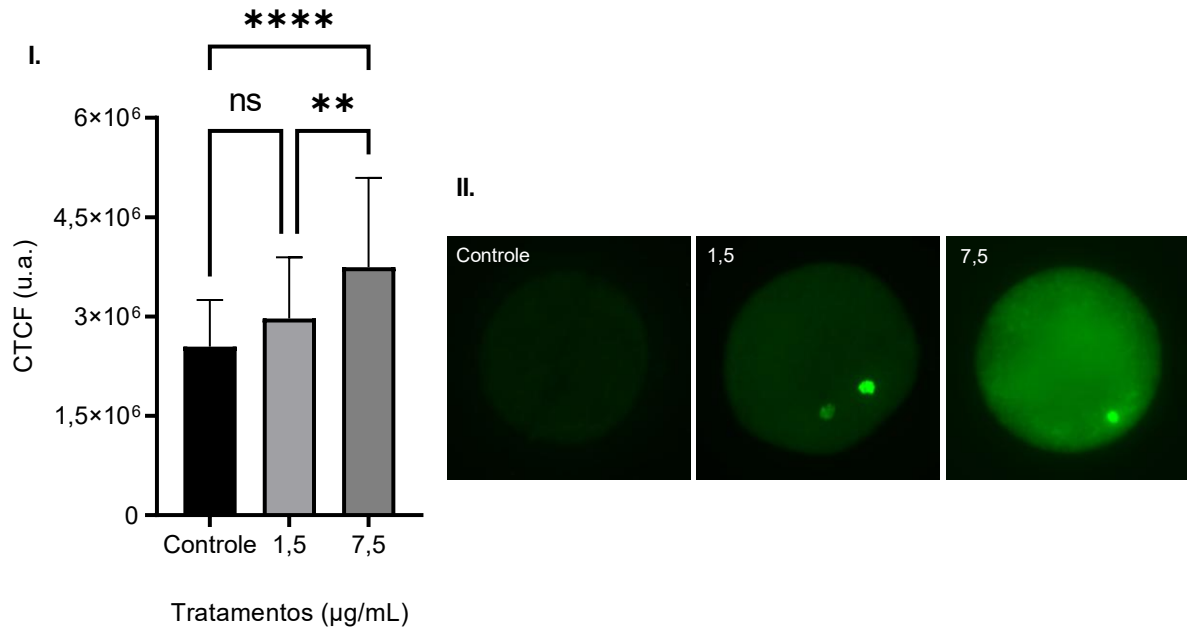 I.
****
ns
**
6×10⁶
4,5×10⁶
3×10⁶
1,5×10⁶
0
CTCF (u.a.)
Controle 1,5 7,5
Tratamentos (µg/mL)
II.
Controle
1,5
7,5